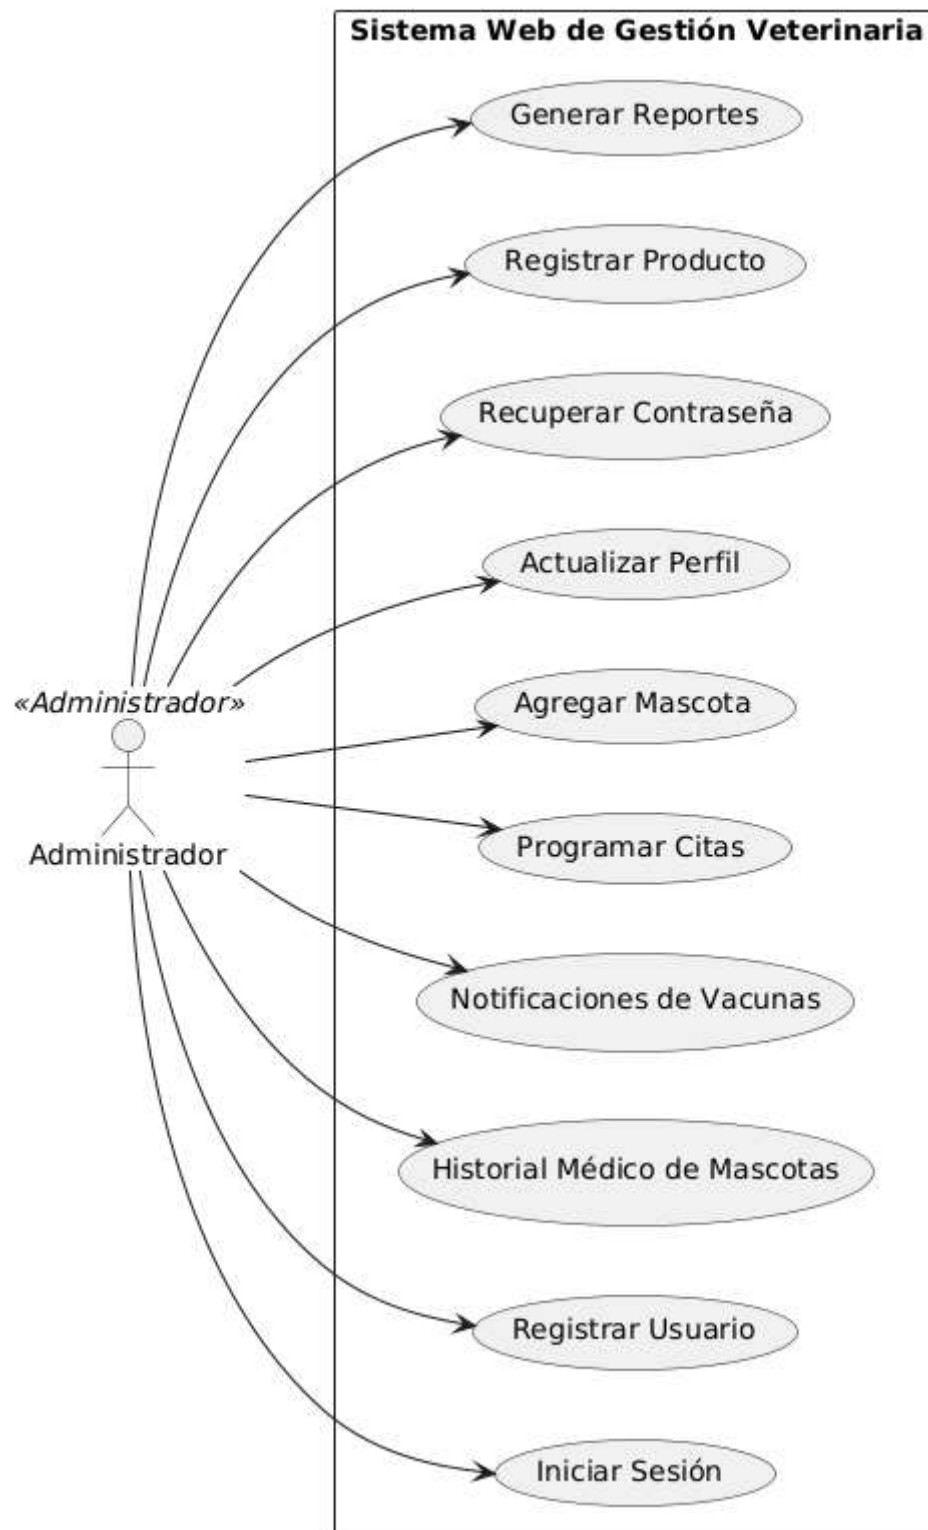 Sistema Web de Gestión Veterinaria
Generar Reportes
Registrar Producto
Recuperar Contraseña
Actualizar Perfil
«Administrador»
Agregar Mascota
Programar Citas
Administrador
Notificaciones de Vacunas
Historial Médico de Mascotas
Registrar Usuario
Iniciar Sesión